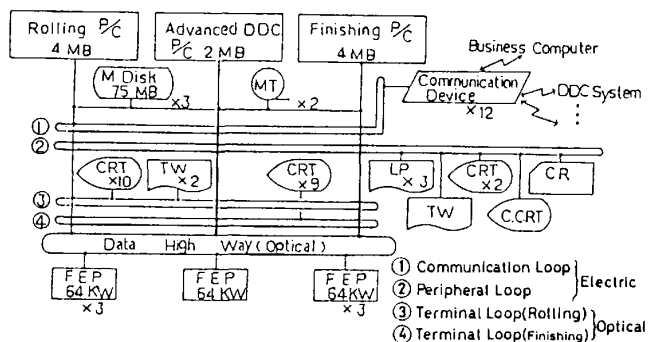 Rolling P/C
4 MB
Advanced DDC
P/C 2 MB
Finishing P/C
4 MB
M Disk
75 MB
×3
MT
×2
Business Computer
Communication
Device
×12
DDC System
①
②
CRT
×10
TW
×2
CRT
×9
LP
×3
TW
CRT
×2
C.CRT
CR
③
④
Data High Way (Optical)
FEP
64 KW
×3
FEP
64 KW
FEP
64 KW
×3
① Communication Loop
② Peripheral Loop
Electric
③ Terminal Loop(Rolling)
④ Terminal Loop(Finishing)
Optical